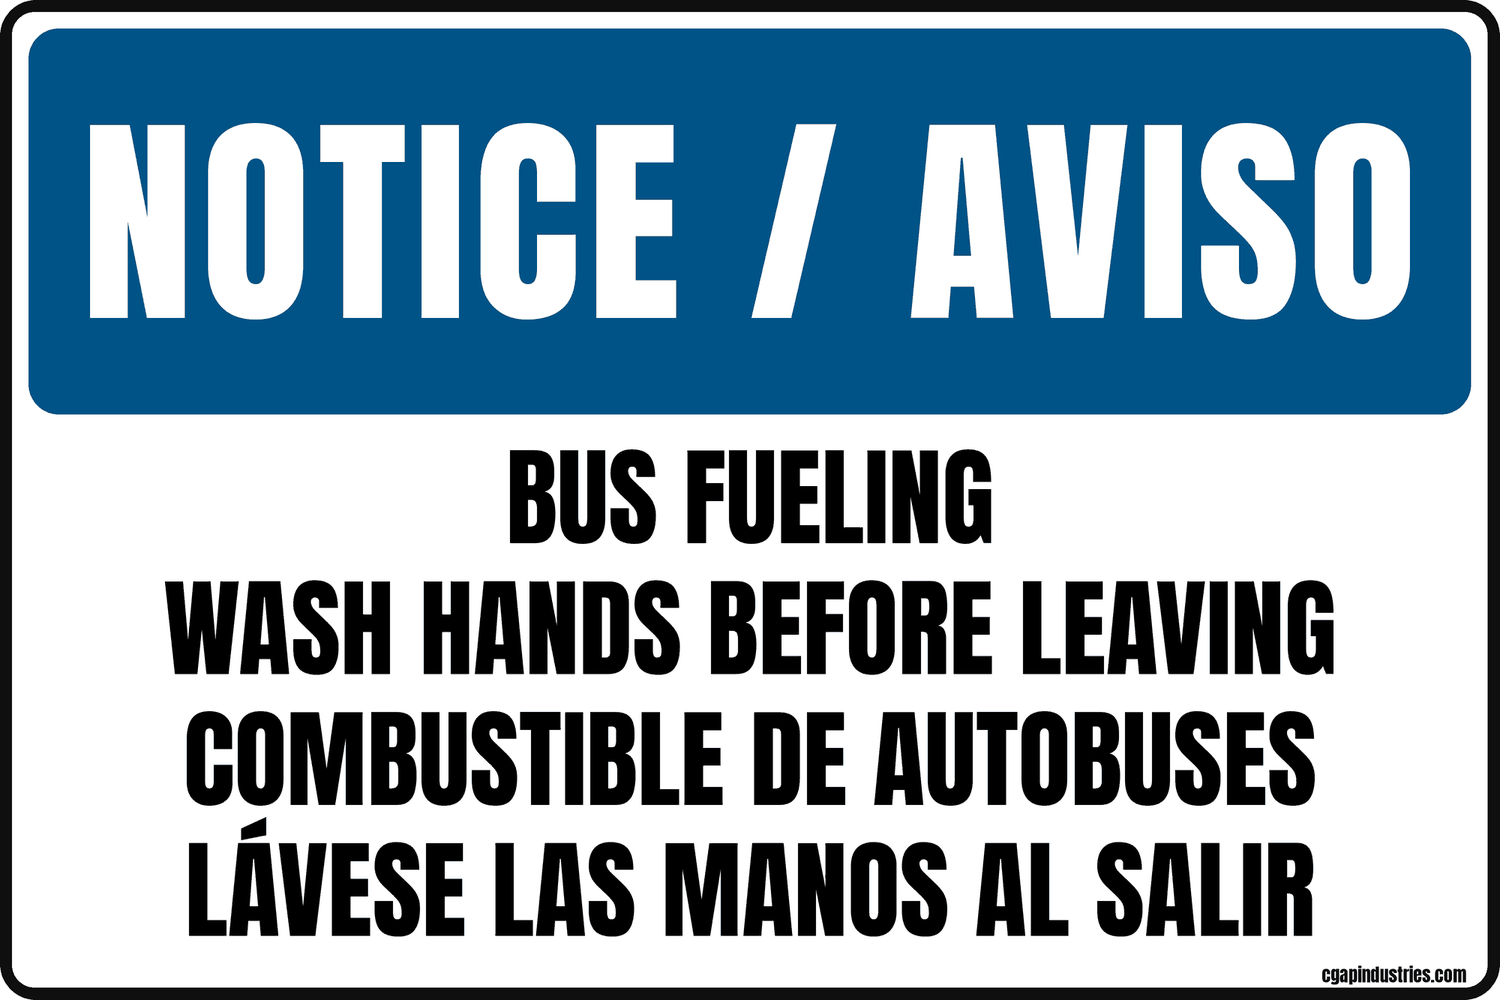 NOTICE / AVISO
BUS FUELING
WASH HANDS BEFORE LEAVING
COMBUSTIBLE DE AUTOBUSES
LÁVESE LAS MANOS AL SALIR
cgapindustries.com